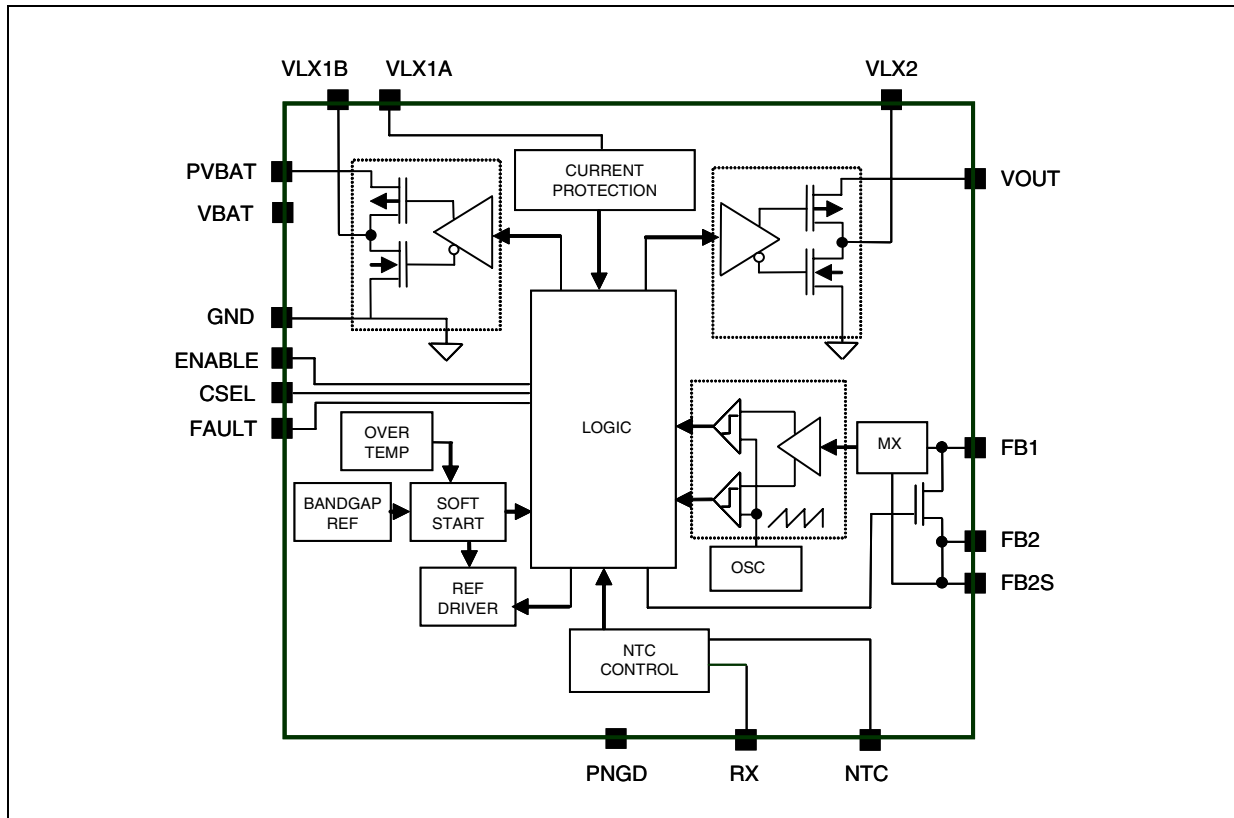 VLX1B
VLX1A
VLX2
PVBAT
CURRENT
PROTECTION
VOUT
VBAT
GND
ENABLE
CSEL
FAULT
LOGIC
OVER
TEMP
MX
FB1
BANDGAP
REF
SOFT
START
FB2
OSC
FB2S
REF
DRIVER
NTC
CONTROL
PNGD
RX
NTC